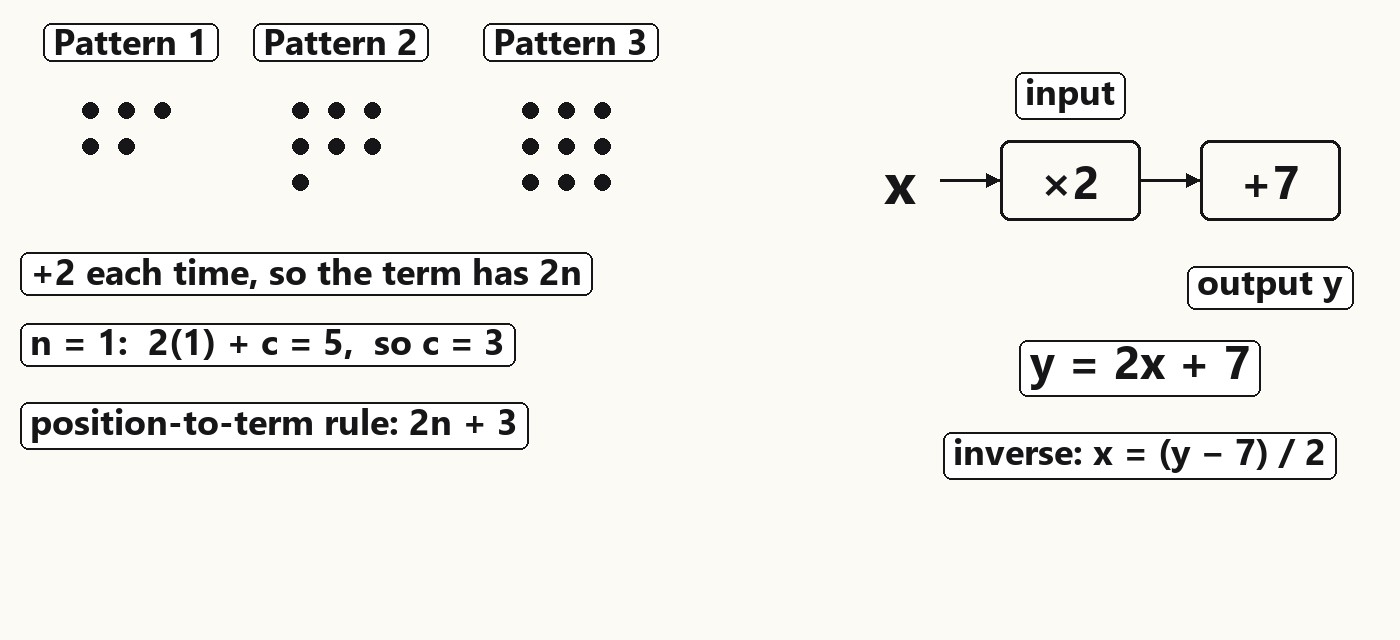 Pattern 1
Pattern 2
Pattern 3
+2 each time, so the term has 2n
n = 1:  2(1) + c = 5,  so c = 3
position-to-term rule: 2n + 3
input
x
×2
+7
output y
y = 2x + 7
inverse: x = (y − 7) / 2